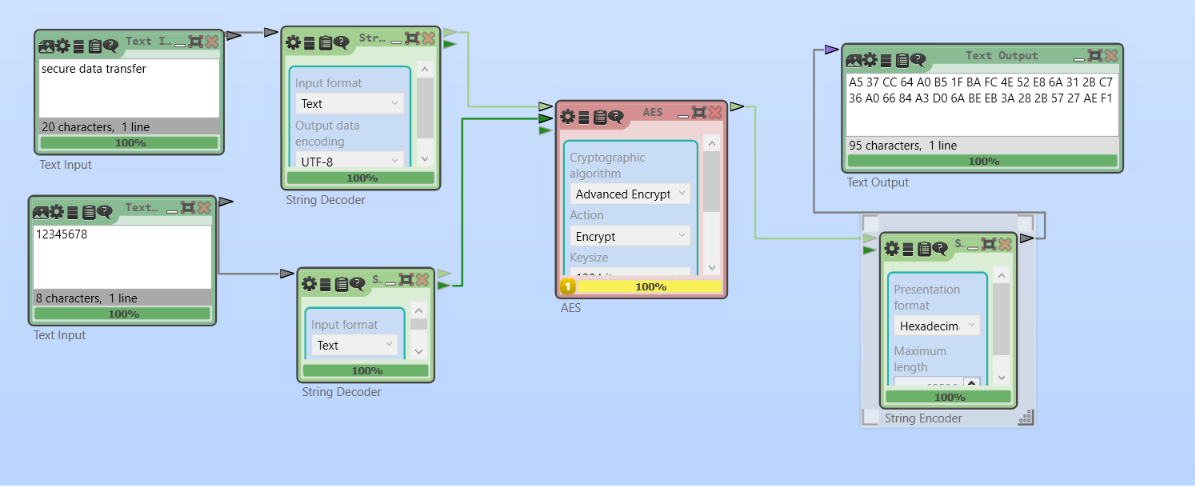 Text I...
secure data transfer
20 characters, 1 line
100%
Text Input
Str...
Input format
Text
Output data
encoding
UTF-8
100%
String Decoder
Text...
12345678
8 characters, 1 line
100%
Text Input
S...
Input format
Text
100%
String Decoder
AES
Cryptographic
algorithm
Advanced Encrypt
Action
Encrypt
Keysize
1
100%
AES
Text Output
A5 37 CC 64 A0 B5 1F BA FC 4E 52 E8 6A 31 2B C7
36 A0 66 84 A3 D0 6A BE EB 3A 28 2B 57 27 AE F1
95 characters, 1 line
100%
Text Output
S...
Presentation
format
Hexadecim
Maximum
length
100%
String Encoder